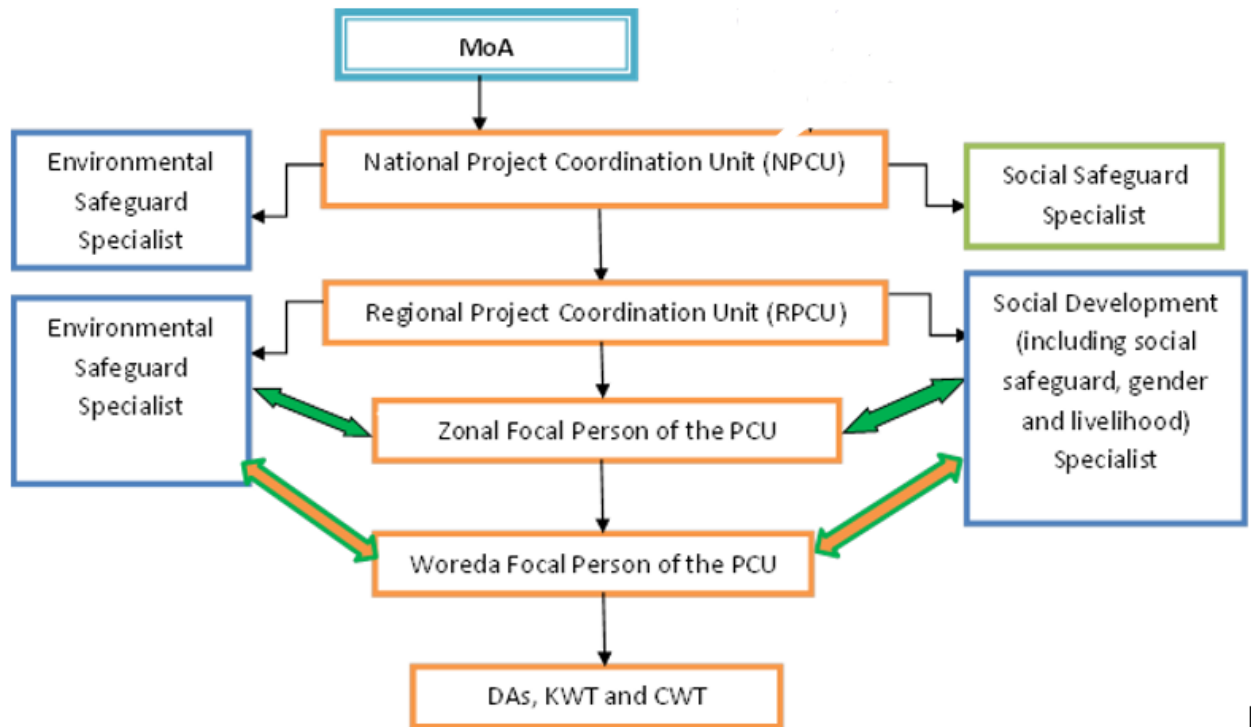 MoA
Environmental
Safeguard
Specialist
National Project Coordination Unit (NPCU)
Social Safeguard
Specialist
Environmental
Safeguard
Specialist
Regional Project Coordination Unit (RPCU)
Social Development
(including social
safeguard, gender
and livelihood)
Specialist
Zonal Focal Person of the PCU
Woreda Focal Person of the PCU
DAs, KWT and CWT